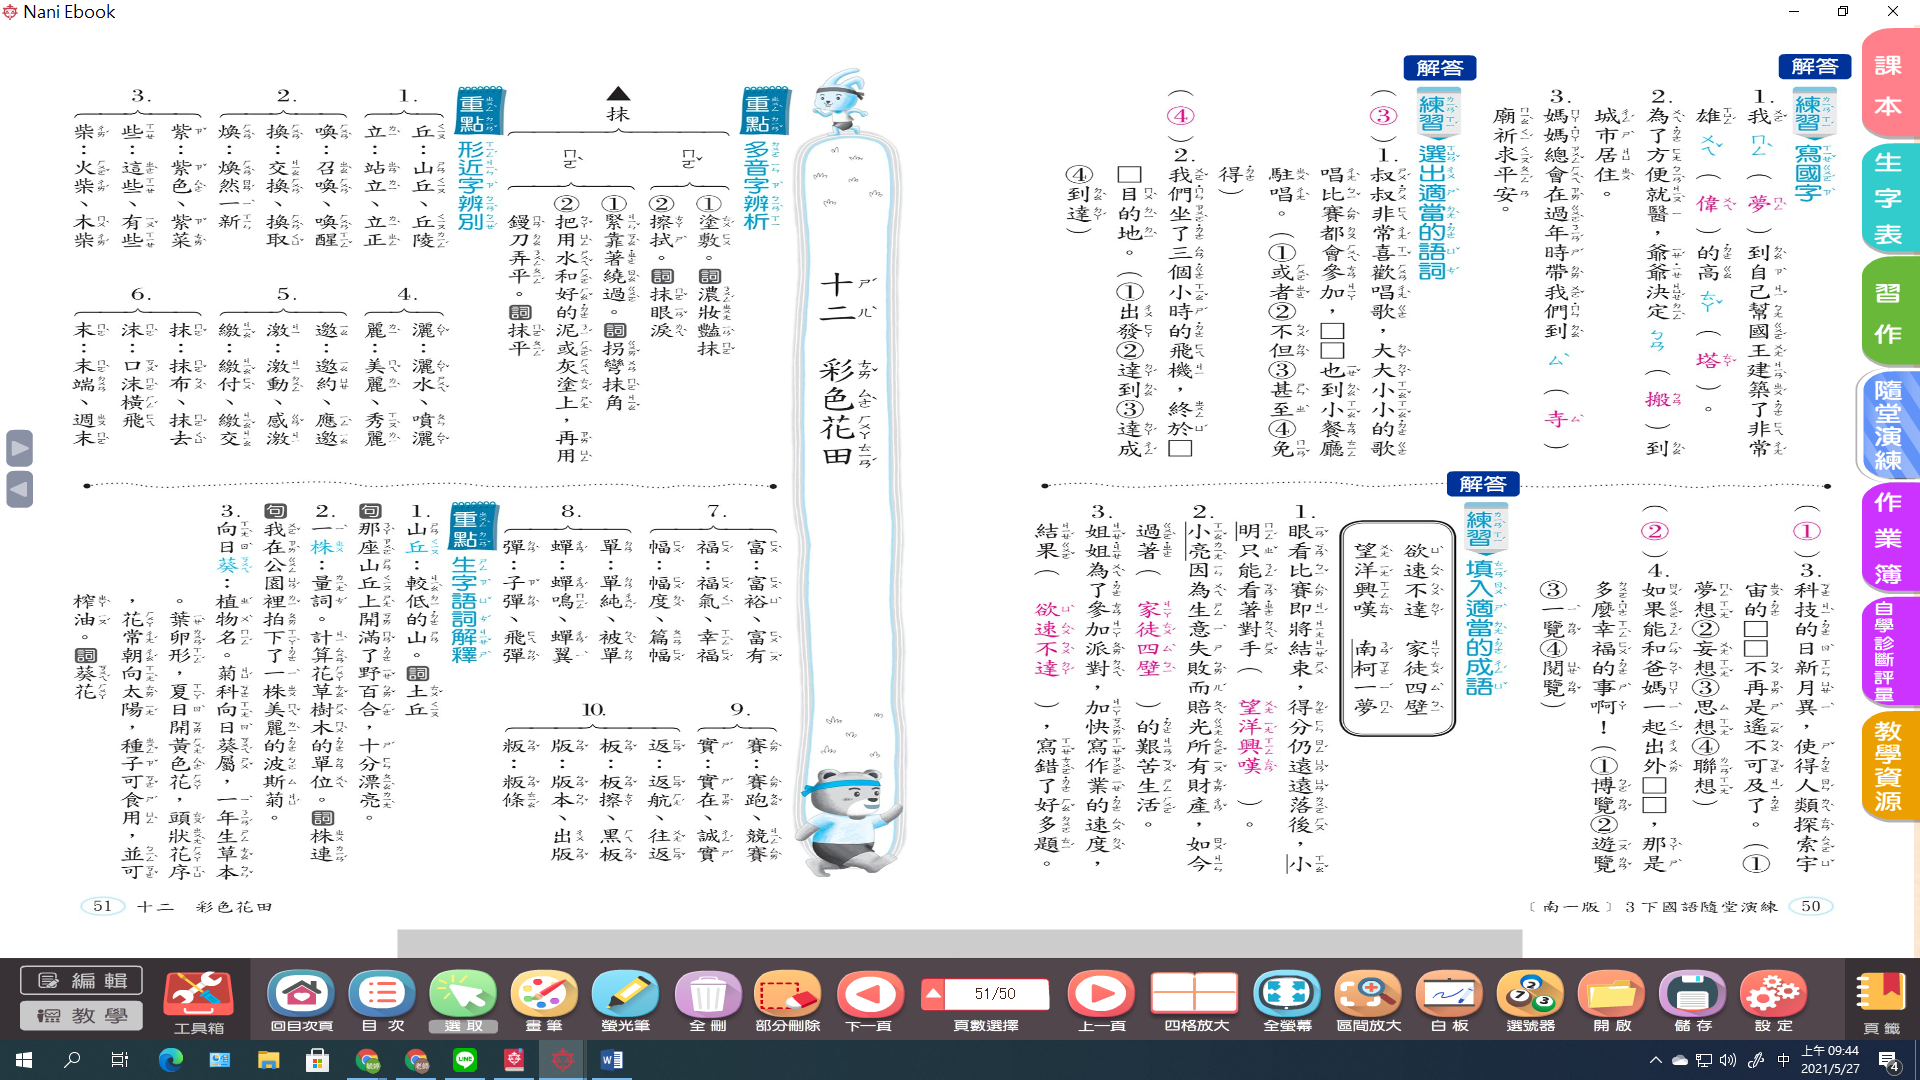 Nani Ebook
解答
練習 寫國字
1.我ㄇㄥˋ(夢)到自己幫國王建築了非常
雄ㄨㄟˇ(偉)的高ㄊㄚˇ(塔)。
2.為了方便就醫，爺爺決定ㄅㄢ(搬)到
城市居住。
3.媽媽總會在過年時帶我們到ㄙˋ(寺)
廟祈求平安。
解答
練習 選出適當的語詞
(③)1.叔叔非常喜歡唱歌，大大小小的歌
唱比賽都會參加，□□也到小餐廳
駐唱。(①或者②不但③甚至④免
得)
(④)2.我們坐了三個小時的飛機，終於□
□目的地。(①出發②達到③達成
④到達)
(①)3.科技的日新月異，使得人類探索宇
宙的□□不再是遙不可及了。(①
夢想②妄想③思想④聯想)
(②)4.如果能和爸媽一起出外□□，那是
多麼幸福的事啊！(①博覽②遊覽
③一覽④閱覽)
解答
練習 填入適當的成語
欲速不達 家徒四壁
望洋興嘆 南柯一夢
1.眼看比賽即將結束，得分仍遠遠落後，小
明只能看著對手(望洋興嘆)。
2.小亮因為生意失敗而賠光所有財產，如今
過著(家徒四壁)的艱苦生活。
3.姐姐為了參加派對，加快寫作業的速度，
結果(欲速不達)，寫錯了好多題。
〔南一版〕3下國語隨堂演練 50
十二 彩色花田
重點 多音字辨析
▲抹
ㄇㄛˇ
①塗敷。詞濃妝豔抹
②擦拭。詞抹眼淚
ㄇㄛˋ
①緊靠著繞過。詞拐彎抹角
②把用水和好的泥或灰塗上，再用
鏝刀弄平。詞抹平
重點 形近字辨別
1.
丘：山丘、丘陵
立：站立、立正
2.
喚：召喚、喚醒
換：交換、換取
煥：煥然一新
3.
紫：紫色、紫菜
些：這些、有些
柴：火柴、木柴
4.
灑：灑水、噴灑
麗：美麗、秀麗
5.
邀：邀約、應邀
激：激動、感激
繳：繳付、繳交
6.
抹：抹布、抹去
沫：口沫橫飛
末：末端、週末
7.
富：富裕、富有
福：福氣、幸福
幅：幅度、篇幅
8.
單：單純、被單
蟬：蟬鳴、蟬翼
彈：子彈、飛彈
9.
賽：賽跑、競賽
實：實在、誠實
10.
返：返航、往返
板：板擦、黑板
版：版本、出版
粄：粄條
重點 生字語詞解釋
1.山丘：較低的山。詞土丘
句那座山丘上開滿了野百合，十分漂亮。
2.一株：量詞。計算花草樹木的單位。詞株連
句我在公園裡拍下了一株美麗的波斯菊。
3.向日葵：植物名。菊科向日葵屬，一年生草本
。葉卵形，夏日開黃色花，頭狀花序
，花常朝向太陽，種子可食用，並可
榨油。詞葵花
51 十二 彩色花田
課本
生字表
習作
隨堂演練
作業簿
自學診斷評量
教學資源
編輯
教學
工具箱
回目次頁
目次
選取
畫筆
螢光筆
全刪
部分刪除
下一頁
51/50
頁數選擇
上一頁
四格放大
全螢幕
區間放大
白板
選號器
開啟
儲存
設定
頁籤
中
上午 09:44
2021/5/27
4